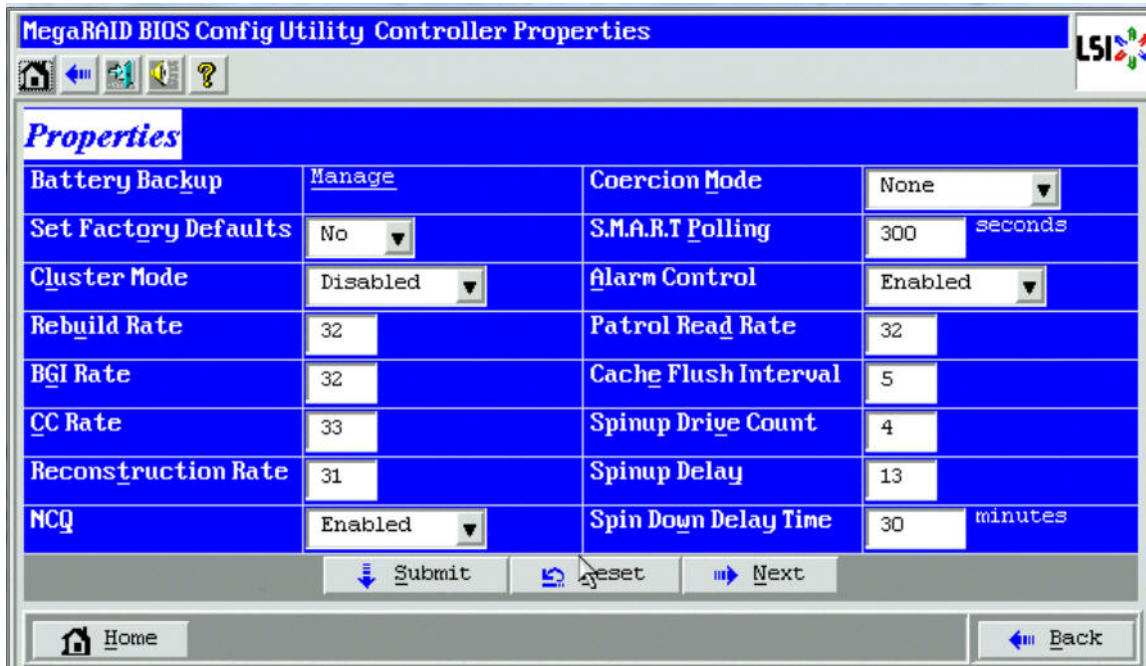 MegaRAID BIOS Config Utility Controller Properties
LSI
Properties
Battery Backup Manage Coercion Mode None
Set Factory Defaults No S.M.A.R.T Polling 300 seconds
Cluster Mode Disabled Alarm Control Enabled
Rebuild Rate 32 Patrol Read Rate 32
BGI Rate 32 Cache Flush Interval 5
CC Rate 33 Spinup Drive Count 4
Reconstruction Rate 31 Spinup Delay 13
NCQ Enabled Spin Down Delay Time 30 minutes
Submit Reset Next
Home Back